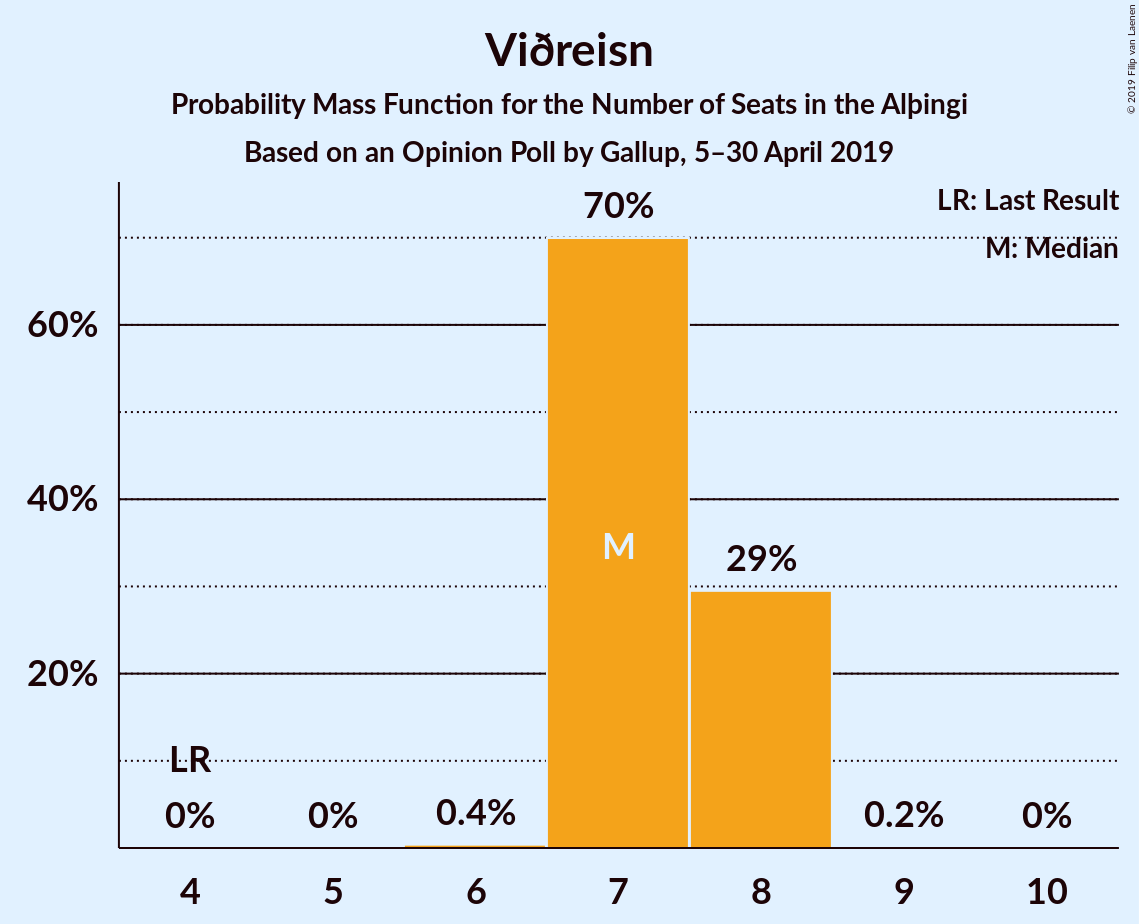 Viðreisn
Probability Mass Function for the Number of Seats in the Alþingi
Based on an Opinion Poll by Gallup, 5–30 April 2019
© 2019 Filip van Laenen
LR: Last Result
M: Median
70%
60%
40%
M
29%
20%
LR
0%
0%
0.4%
0.2%
0%
4
5
6
7
8
9
10